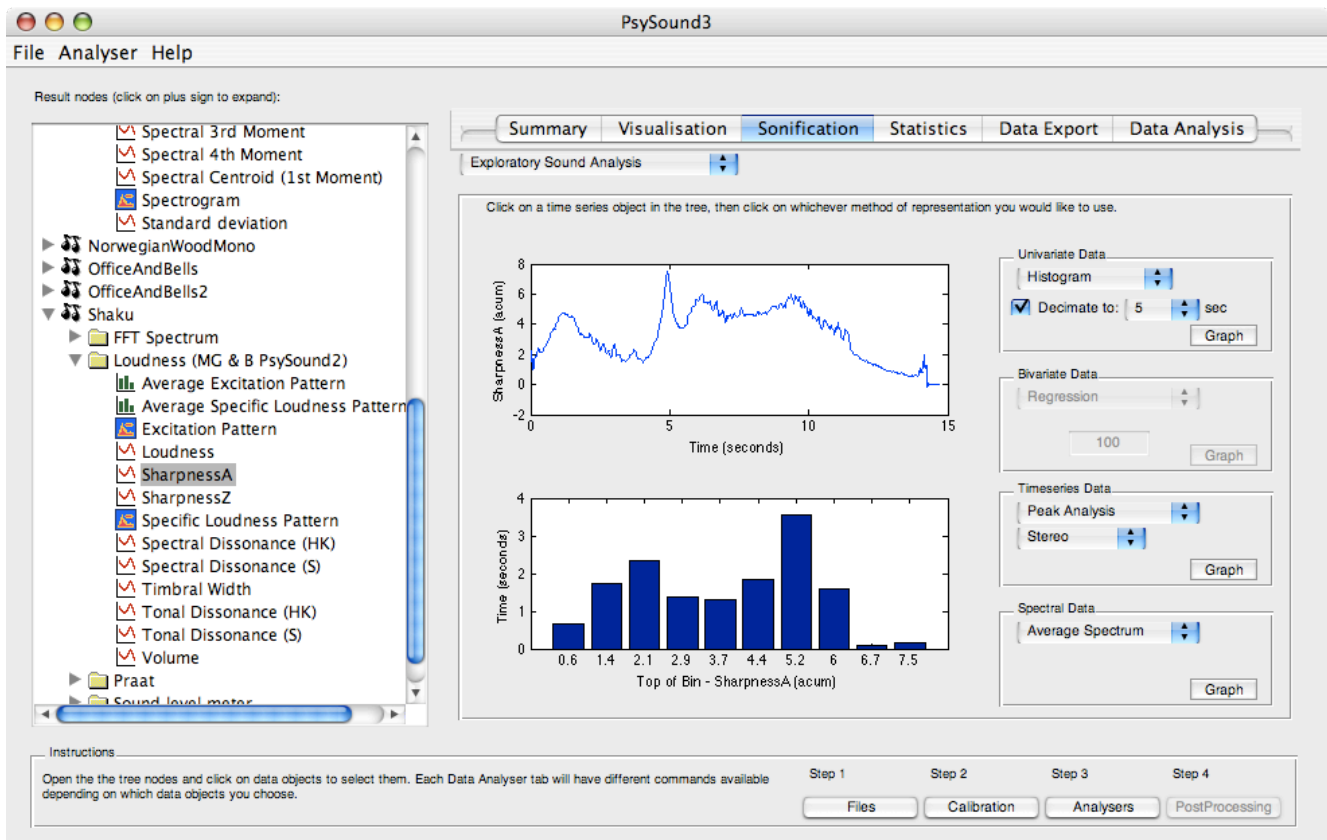 PsySound3
File Analyser Help
Result nodes (click on plus sign to expand):
Spectral 3rd Moment
Spectral 4th Moment
Spectral Centroid (1st Moment)
Spectrogram
Standard deviation
NorwegianWoodMono
OfficeAndBells
OfficeAndBells2
Shaku
FFT Spectrum
Loudness (MG & B PsySound2)
Average Excitation Pattern
Average Specific Loudness Pattern
Excitation Pattern
Loudness
SharpnessA
SharpnessZ
Specific Loudness Pattern
Spectral Dissonance (HK)
Spectral Dissonance (S)
Timbral Width
Tonal Dissonance (HK)
Tonal Dissonance (S)
Volume
Praat
Sound level meter
Summary Visualisation Sonification Statistics Data Export Data Analysis
Exploratory Sound Analysis
Click on a time series object in the tree, then click on whichever method of representation you would like to use.
SharpnessA (acum)
8
6
4
2
0
-2
0 5 10 15
Time (seconds)
Time (seconds)
4
3
2
1
0
0.6 1.4 2.1 2.9 3.7 4.4 5.2 6 6.7 7.5
Top of Bin - SharpnessA (acum)
Univariate Data
Histogram
Decimate to: 5 sec
Graph
Bivariate Data
Regression
100
Graph
Timeseries Data
Peak Analysis
Stereo
Graph
Spectral Data
Average Spectrum
Graph
Instructions
Open the the tree nodes and click on data objects to select them. Each Data Analyser tab will have different commands available
depending on which data objects you choose.
Step 1 Step 2 Step 3 Step 4
Files Calibration Analysers PostProcessing